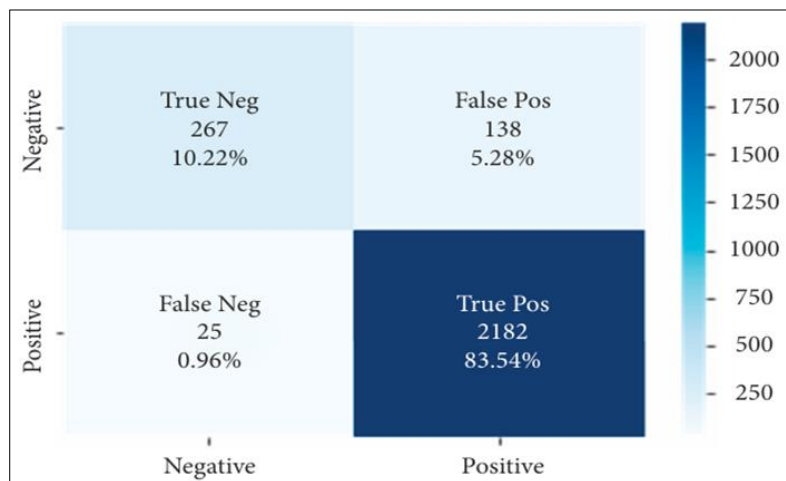 Negative
True Neg
267
10.22%
False Pos
138
5.28%
Positive
False Neg
25
0.96%
True Pos
2182
83.54%
Negative
Positive
2000
1750
1500
1250
1000
750
500
250